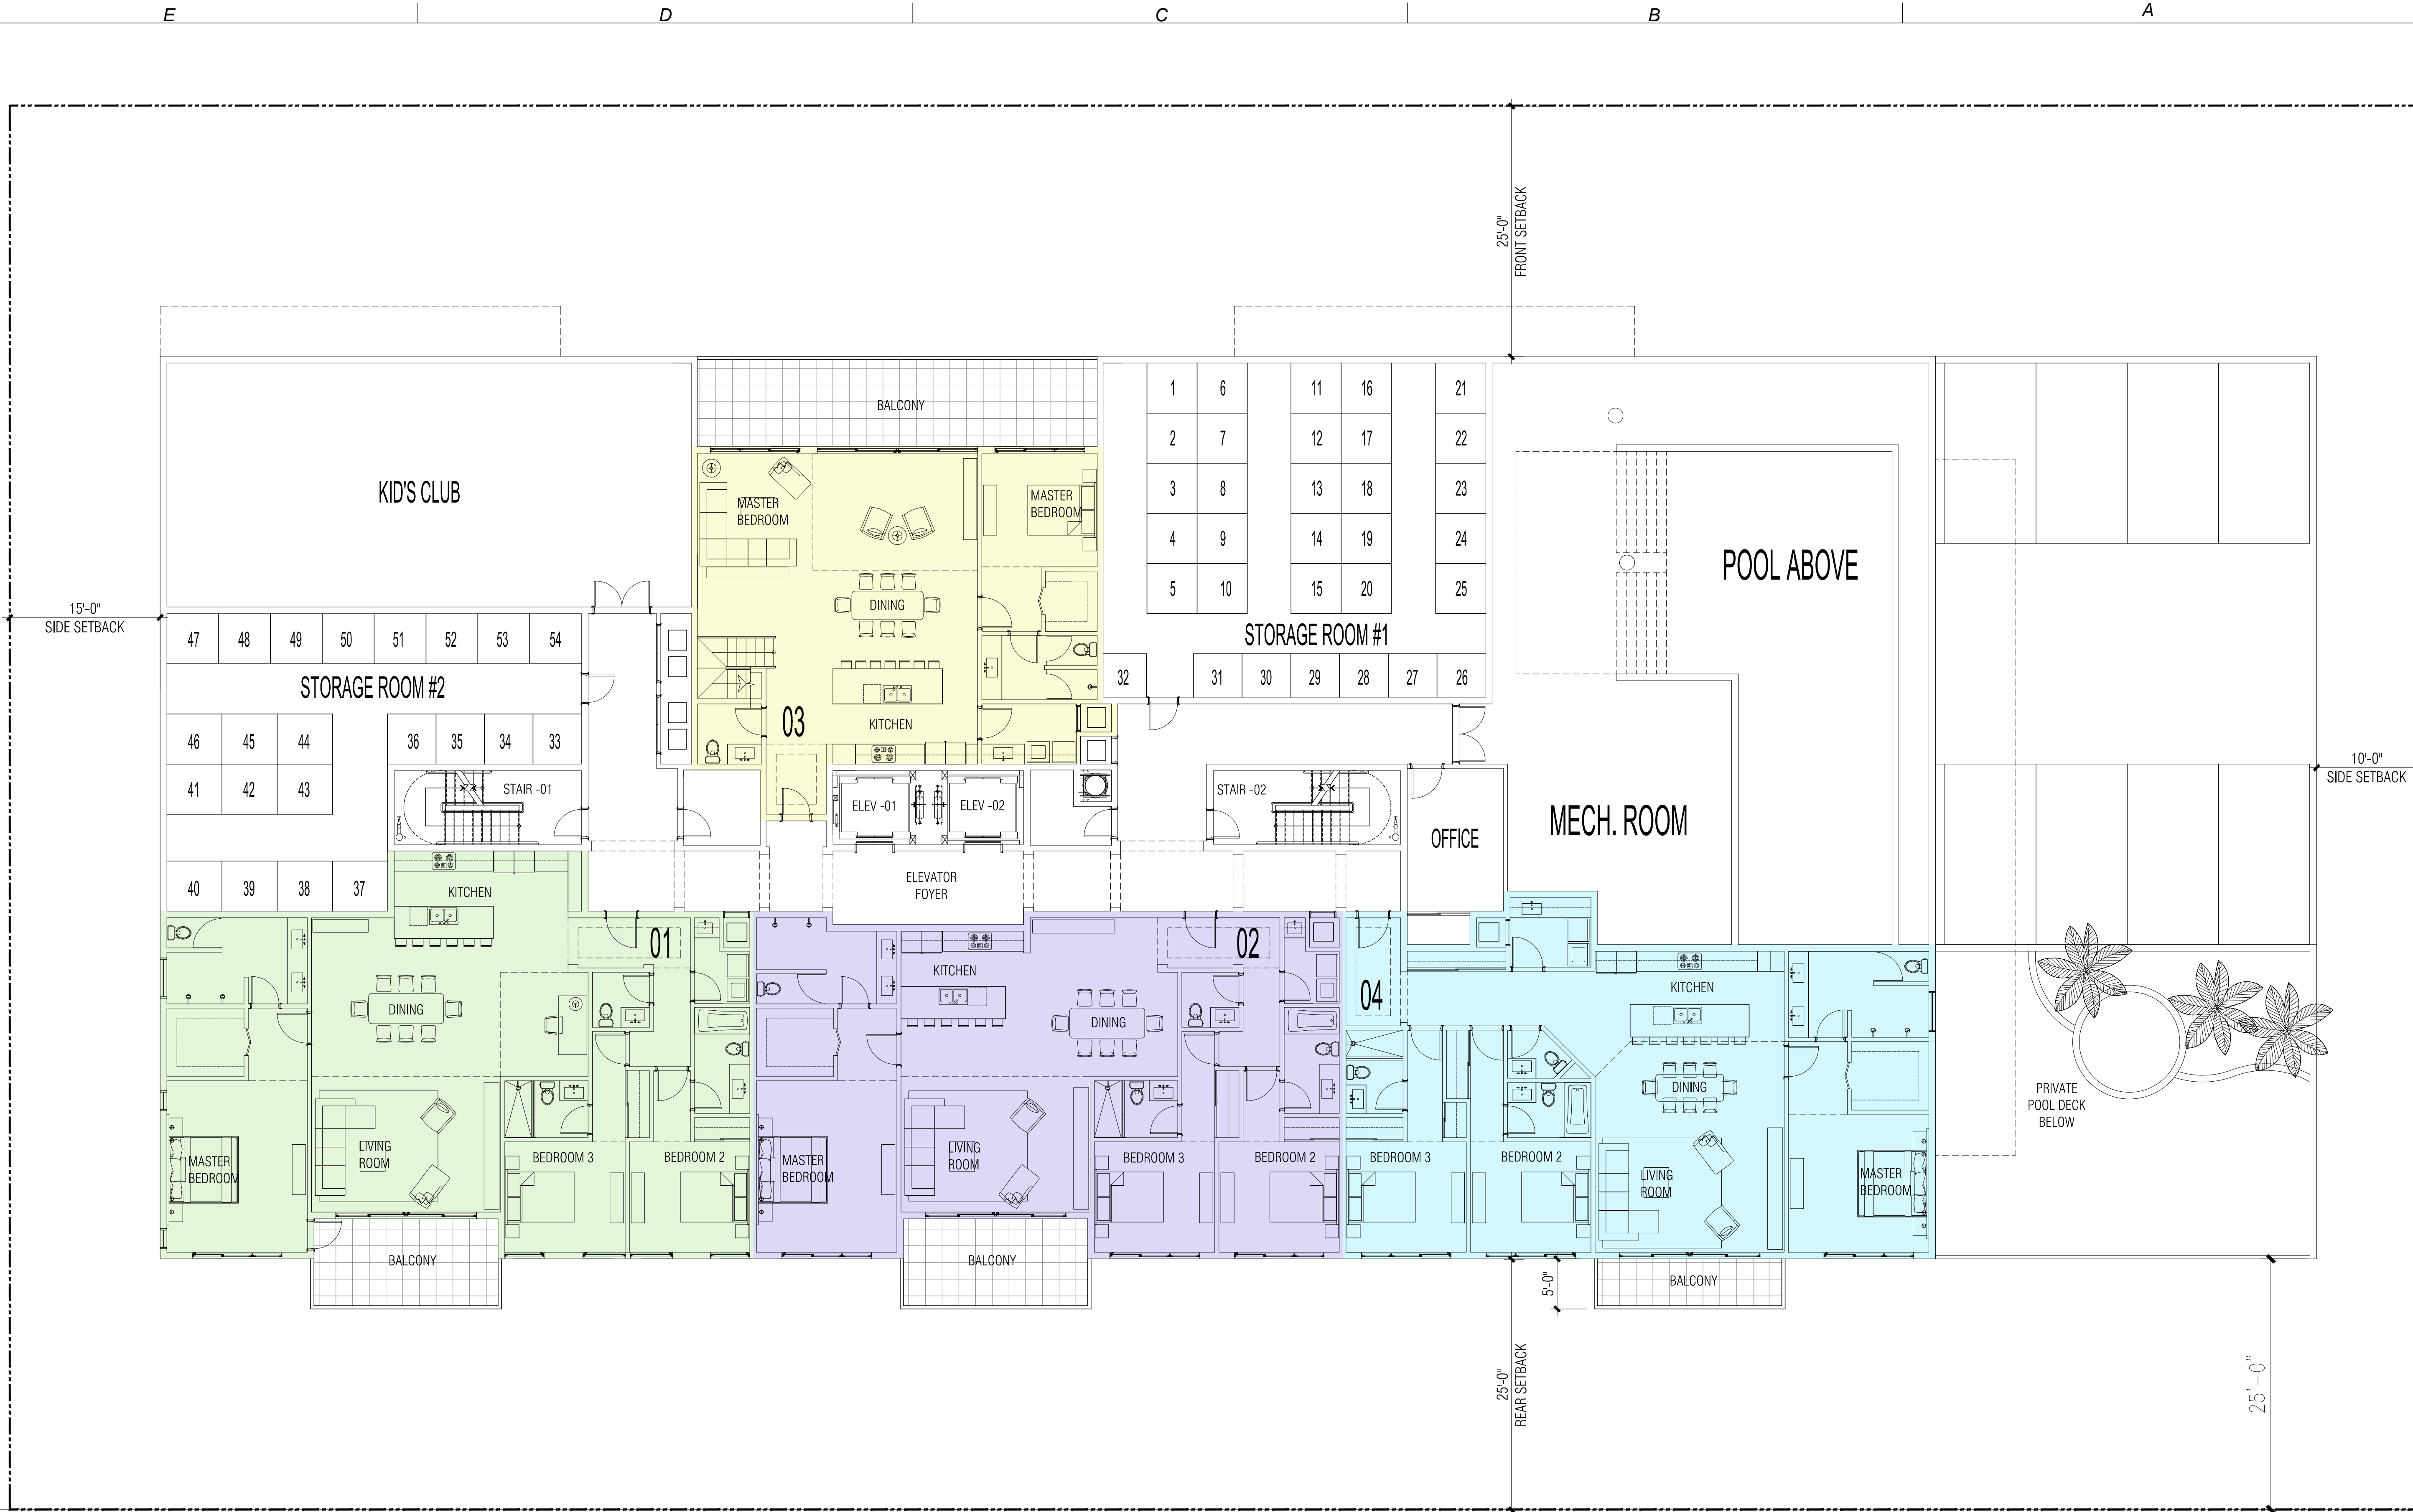 E
D
C
B
A
25'-0"
FRONT SETBACK
KID'S CLUB
BALCONY
MASTER
BEDROOM
MASTER
BEDROOM
DINING
KITCHEN
03
1
6
11
16
21
2
7
12
17
22
3
8
13
18
23
4
9
14
19
24
5
10
15
20
25
STORAGE ROOM #1
32
31
30
29
28
27
26
POOL ABOVE
MECH. ROOM
OFFICE
15'-0"
SIDE SETBACK
10'-0"
SIDE SETBACK
47
48
49
50
51
52
53
54
STORAGE ROOM #2
46
45
44
36
35
34
33
41
42
43
40
39
38
37
STAIR -01
ELEV -01
ELEV -02
STAIR -02
ELEVATOR
FOYER
KITCHEN
01
DINING
LIVING
ROOM
MASTER
BEDROOM
BEDROOM 3
BEDROOM 2
BALCONY
KITCHEN
02
DINING
MASTER
BEDROOM
LIVING
ROOM
BEDROOM 3
BEDROOM 2
BALCONY
04
KITCHEN
DINING
BEDROOM 3
BEDROOM 2
LIVING
ROOM
MASTER
BEDROOM
BALCONY
PRIVATE
POOL DECK
BELOW
5'-0"
25'-0"
REAR SETBACK
25'-0"